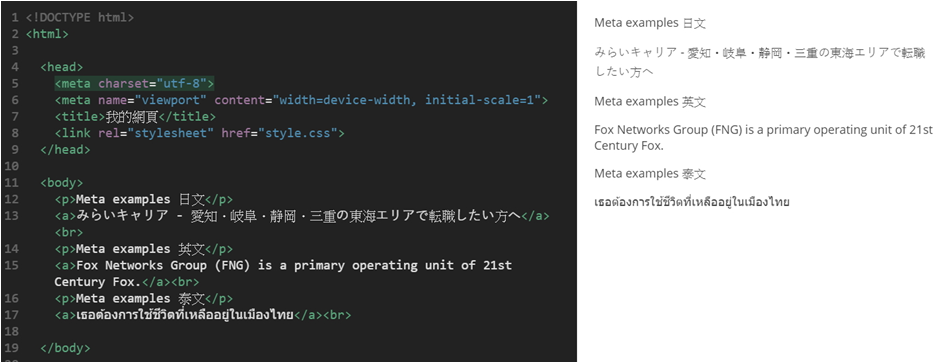 1 <!DOCTYPE html>
2 <html>
3
4 <head>
5 <meta charset="utf-8">
6 <meta name="viewport" content="width=device-width, initial-scale=1">
7 <title>我的網頁</title>
8 <link rel="stylesheet" href="style.css">
9 </head>
10
11 <body>
12 <p>Meta examples 日文</p>
13 <a>みらいキャリア - 愛知・岐阜・静岡・三重の東海エリアで転職したい方へ</a>
<br>
14 <p>Meta examples 英文</p>
15 <a>Fox Networks Group (FNG) is a primary operating unit of 21st
Century Fox.</a><br>
16 <p>Meta examples 泰文</p>
17 <a>เธอต้องการใช้ชีวิตที่เหลืออยู่ในเมืองไทย</a><br>
18
19 </body>
Meta examples 日文
みらいキャリア - 愛知・岐阜・静岡・三重の東海エリアで転職
したい方へ
Meta examples 英文
Fox Networks Group (FNG) is a primary operating unit of 21st
Century Fox.
Meta examples 泰文
เธอต้องการใช้ชีวิตที่เหลืออยู่ในเมืองไทย